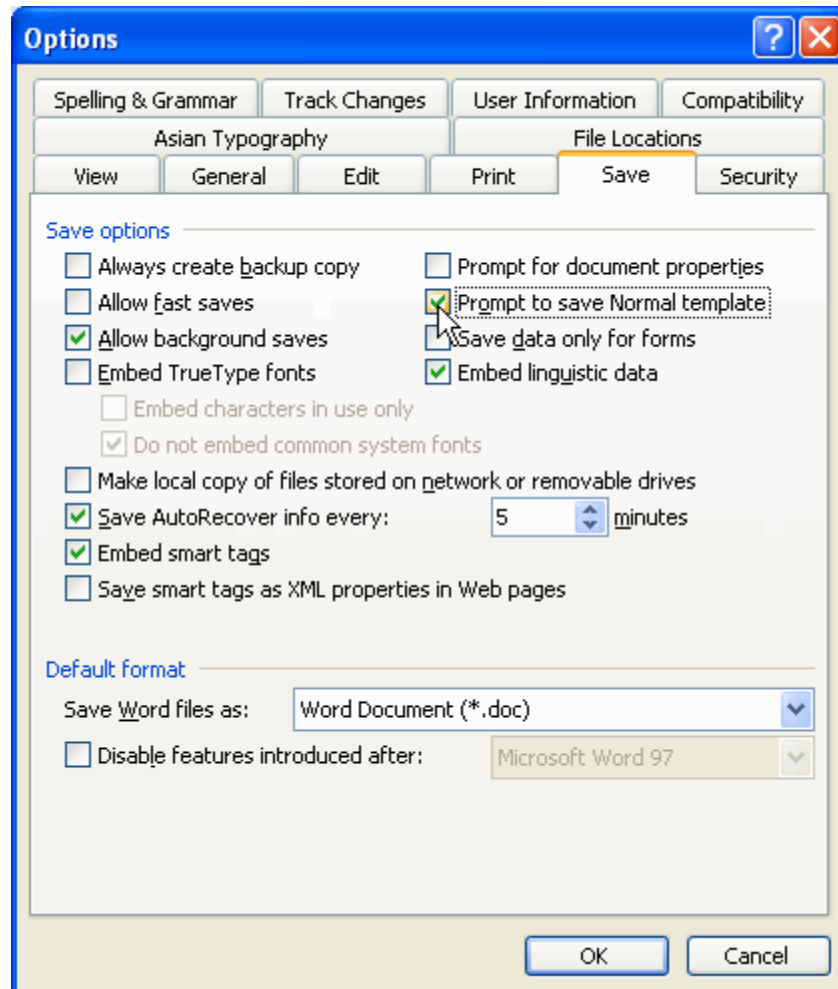 Options
Spelling & Grammar Track Changes User Information Compatibility
Asian Typography File Locations
View General Edit Print Save Security
Save options
Always create backup copy Prompt for document properties
Allow fast saves Prompt to save Normal template
Allow background saves Save data only for forms
Embed TrueType fonts Embed linguistic data
Embed characters in use only
Do not embed common system fonts
Make local copy of files stored on network or removable drives
Save AutoRecover info every: 5 minutes
Embed smart tags
Save smart tags as XML properties in Web pages
Default format
Save Word files as: Word Document (*.doc)
Disable features introduced after: Microsoft Word 97
OK Cancel